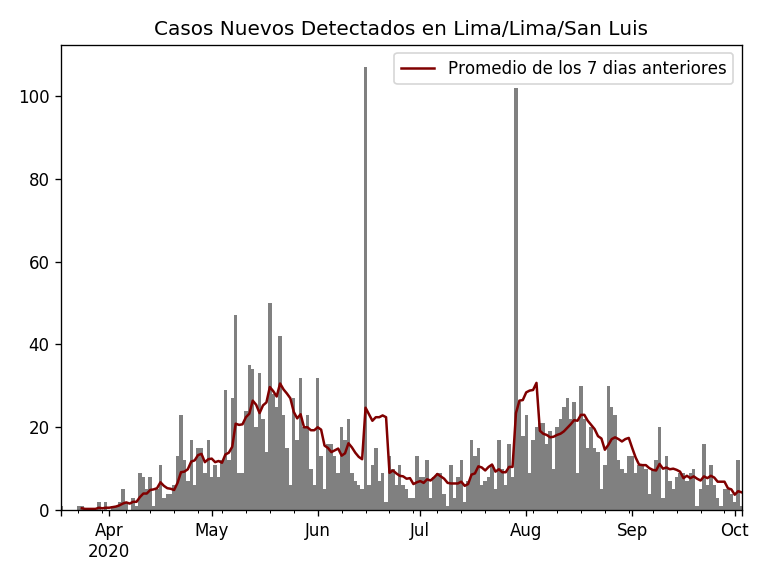 Casos Nuevos Detectados en Lima/Lima/San Luis
Promedio de los 7 dias anteriores
100
80
60
40
20
0
Apr May Jun Jul Aug Sep Oct
2020